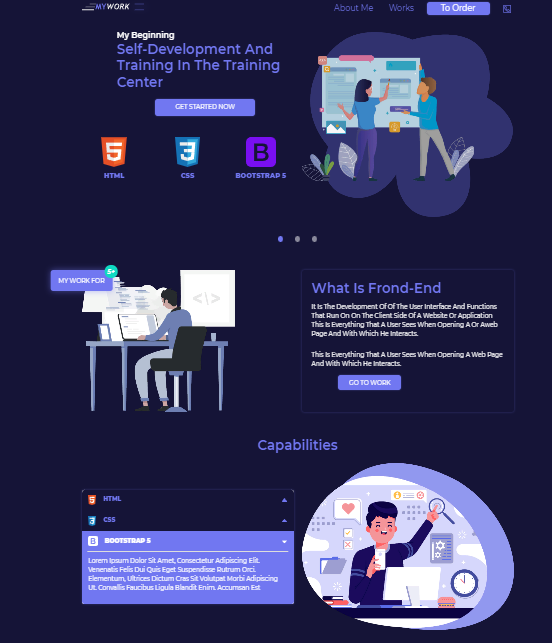 MYWORK
About Me Works To Order
My Beginning
Self-Development And
Training In The Training
Center
GET STARTED NOW
HTML CSS BOOTSTRAP 5
5+
MY WORK FOR
What Is Frond-End
It Is The Development Of Of The User Interface And Functions
That Run On On The Client Side Of A Website Or Application
This Is Everything That A User Sees When Opening A Or Aweb
Page And With Which He Interacts.
This Is Everything That A User Sees When Opening A Web Page
And With Which He Interacts.
GO TO WORK
Capabilities
HTML
CSS
BOOTSTRAP 5
Lorem Ipsum Dolor Sit Amet, Consectetur Adipiscing Elit.
Venenatis Felis Dui Quis Eget Suspendisse Rutrum Orci.
Elementum, Ultrices Dictum Cras Sit Volutpat Morbi Adipiscing
Ut. Convallis Faucibus Ligula Blandit Enim. Accumsan Est